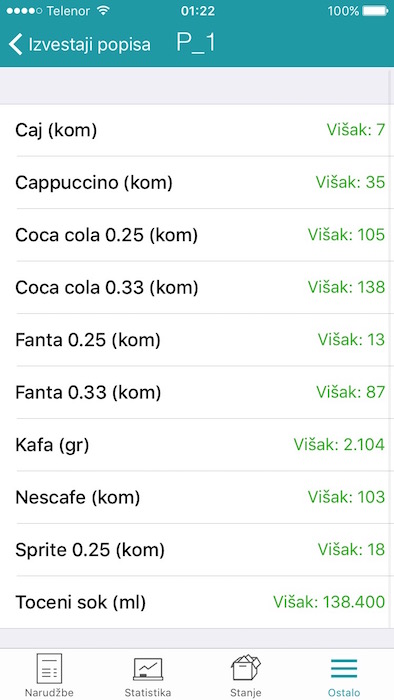 Telenor 01:22 100%
Izvestaji popisa P_1
Caj (kom) Višak: 7
Cappuccino (kom) Višak: 35
Coca cola 0.25 (kom) Višak: 105
Coca cola 0.33 (kom) Višak: 138
Fanta 0.25 (kom) Višak: 13
Fanta 0.33 (kom) Višak: 87
Kafa (gr) Višak: 2.104
Nescafe (kom) Višak: 103
Sprite 0.25 (kom) Višak: 18
Toceni sok (ml) Višak: 138.400
Narudžbe Statistika Stanje Ostalo